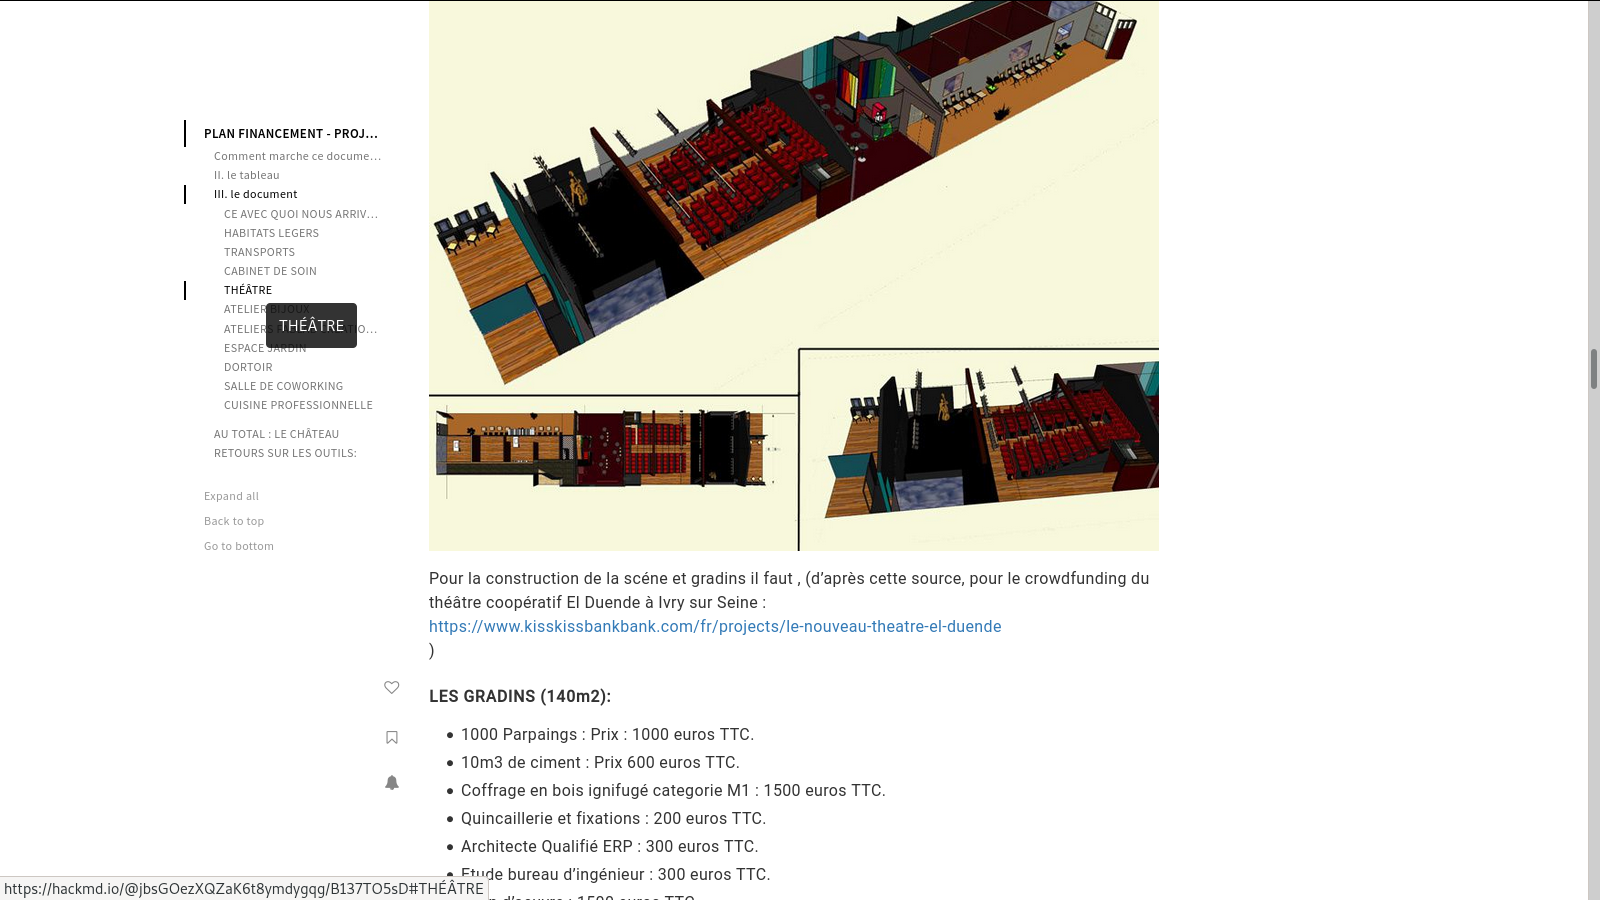 PLAN FINANCEMENT - PROJ...
Comment marche ce docume...
II. le tableau
III. le document
CE AVEC QUOI NOUS ARRIV...
HABITATS LEGERS
TRANSPORTS
CABINET DE SOIN
THÉÂTRE
ATELIER BIJOUX
THÉÂTRE
ATELIERS
ESPACE JARDIN
DORTOIR
SALLE DE COWORKING
CUISINE PROFESSIONNELLE
AU TOTAL : LE CHÂTEAU
RETOURS SUR LES OUTILS:
Expand all
Back to top
Go to bottom
Pour la construction de la scéne et gradins il faut , (d’après cette source, pour le crowdfunding du
théâtre coopératif El Duende à Ivry sur Seine :
https://www.kisskissbankbank.com/fr/projects/le-nouveau-theatre-el-duende
)
LES GRADINS (140m2):
1000 Parpaings : Prix : 1000 euros TTC.
10m3 de ciment : Prix 600 euros TTC.
Coffrage en bois ignifugé categorie M1 : 1500 euros TTC.
Quincaillerie et fixations : 200 euros TTC.
Architecte Qualifié ERP : 300 euros TTC.
Etude bureau d’ingénieur : 300 euros TTC.
d’oeuvre : 1500 euros TTC
https://hackmd.io/@jbsGOezXQZaK6t8ymdygqg/B137TO5sD#THÉÂTRE